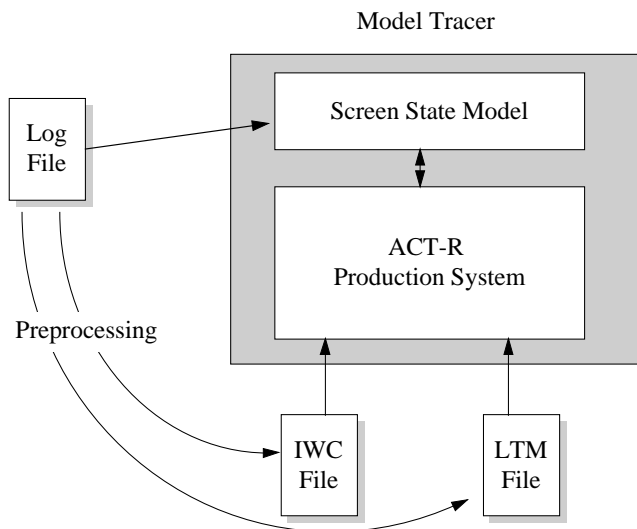 Model Tracer
Screen State Model
Log
File
ACT-R
Production System
Preprocessing
IWC
File
LTM
File